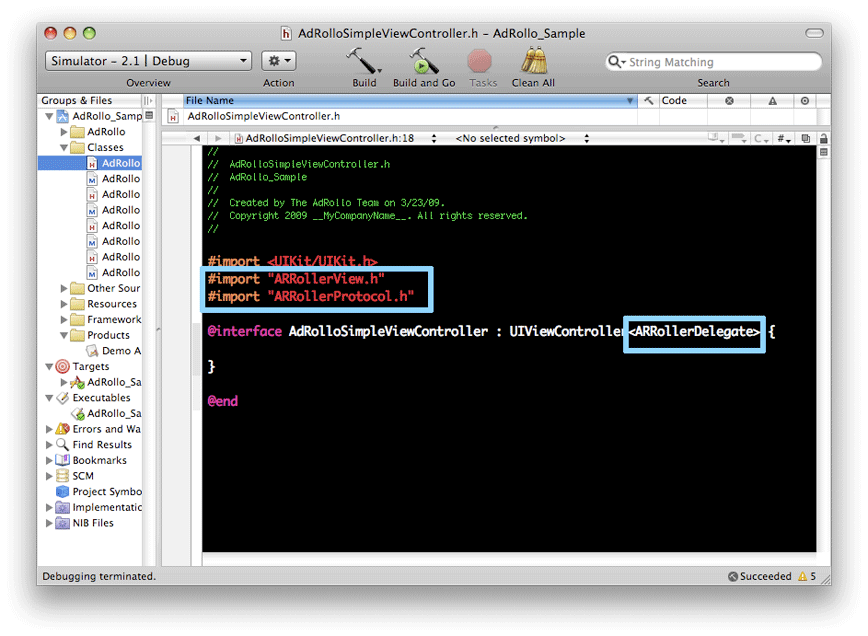 AdRolloSimpleViewController.h - AdRollo_Sample
Simulator - 2.1 | Debug
Overview
Action
Build
Build and Go
Tasks
Clean All
String Matching
Search
Groups & Files
File Name
Code
AdRollo_Samp
AdRolloSimpleViewController.h
AdRollo
Classes
AdRolloSimpleViewController.h:18
<No selected symbol>
C
#
AdRollo
AdRollo
AdRollo
AdRollo
AdRollo
AdRollo
AdRollo
AdRollo
Other Sour
Resources
Framework
Products
Demo A
Targets
AdRollo_Sa
Executables
AdRollo_Sa
Errors and Wa
Find Results
Bookmarks
SCM
Project Symbo
Implementatic
NIB Files
//
// AdRolloSimpleViewController.h
// AdRollo_Sample
//
// Created by The AdRollo Team on 3/23/09.
// Copyright 2009 __MyCompanyName__. All rights reserved.
//
#import <UIKit/UIKit.h>
#import "ARRollerView.h"
#import "ARRollerProtocol.h"
@interface AdRolloSimpleViewController : UIViewController<ARRollerDelegate> {
}
@end
Debugging terminated.
Succeeded
5